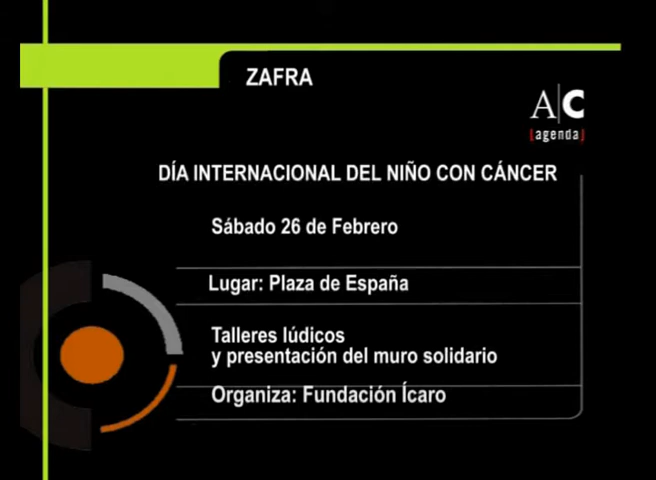 ZAFRA
A|C
[agenda]
DÍA INTERNACIONAL DEL NIÑO CON CÁNCER
Sábado 26 de Febrero
Lugar: Plaza de España
Talleres lúdicos
y presentación del muro solidario
Organiza: Fundación Ícaro